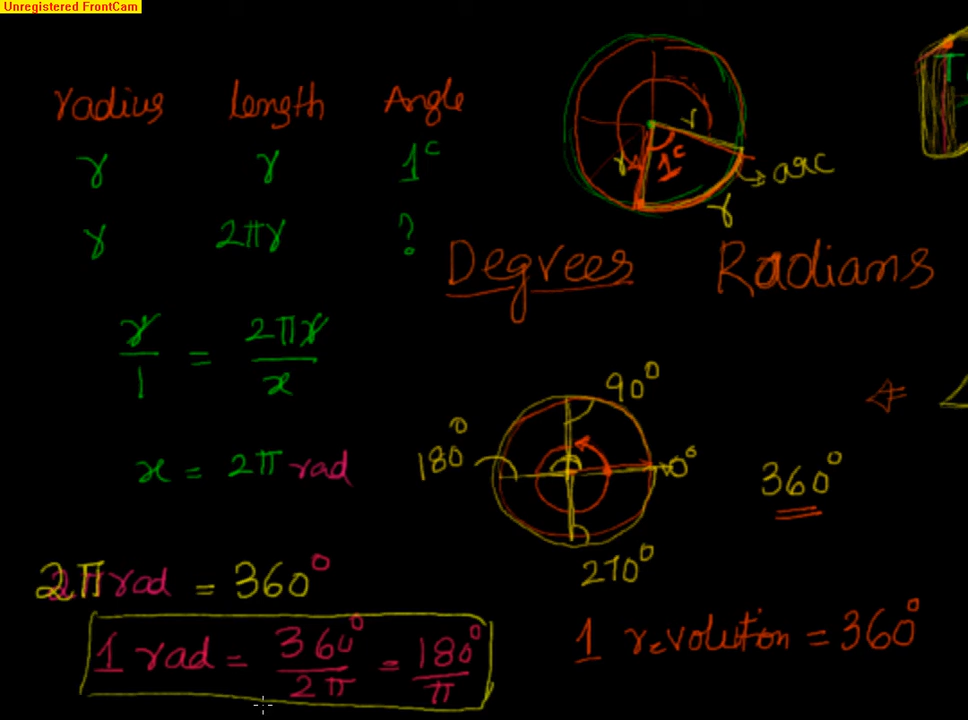 Unregistered FrontCam
radius length Angle
r r 1ᶜ
r 2πr ?
r/1 = 2πr/x
x = 2π rad
2π rad = 360°
1 rad = 360°/2π = 180°/π
r
r
1ᶜ
arc
r
Degrees Radians
90°
180°
0°
270°
360°
1 revolution = 360°